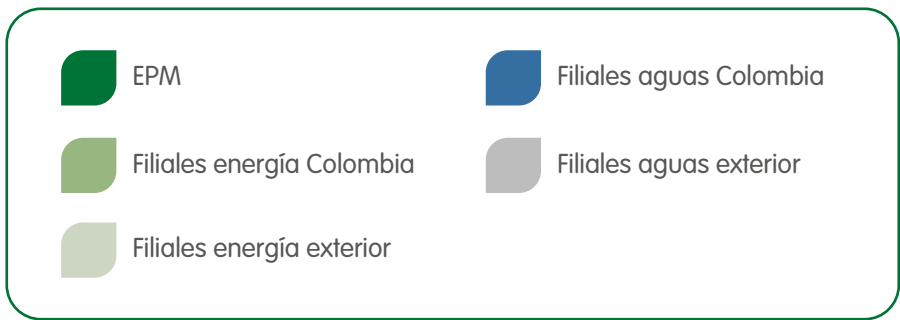 EPM
Filiales energía Colombia
Filiales energía exterior
Filiales aguas Colombia
Filiales aguas exterior